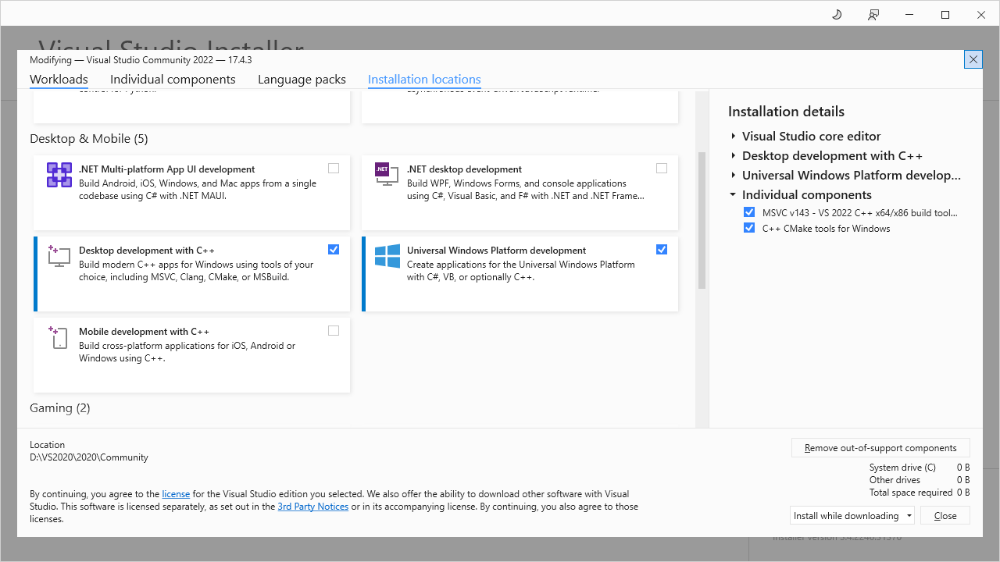 Visual Studio Installer
Modifying — Visual Studio Community 2022 — 17.4.3
Workloads
Individual components
Language packs
Installation locations
Desktop & Mobile (5)
.NET Multi-platform App UI development
Build Android, iOS, Windows, and Mac apps from a single
codebase using C# with .NET MAUI.
.NET
.NET desktop development
Build WPF, Windows Forms, and console applications
using C#, Visual Basic, and F# with .NET and .NET Frame...
Desktop development with C++
Build modern C++ apps for Windows using tools of your
choice, including MSVC, Clang, CMake, or MSBuild.
Universal Windows Platform development
Create applications for the Universal Windows Platform
with C#, VB, or optionally C++.
Mobile development with C++
Build cross-platform applications for iOS, Android or
Windows using C++.
Gaming (2)
Installation details
Visual Studio core editor
Desktop development with C++
Universal Windows Platform develop...
Individual components
MSVC v143 - VS 2022 C++ x64/x86 build tool...
C++ CMake tools for Windows
Location
D:\VS2020\2020\Community
By continuing, you agree to the license for the Visual Studio edition you selected. We also offer the ability to download other software with Visual
Studio. This software is licensed separately, as set out in the 3rd Party Notices or in its accompanying license. By continuing, you also agree to those
licenses.
Remove out-of-support components
System drive (C) 0 B
Other drives 0 B
Total space required 0 B
Install while downloading
Close